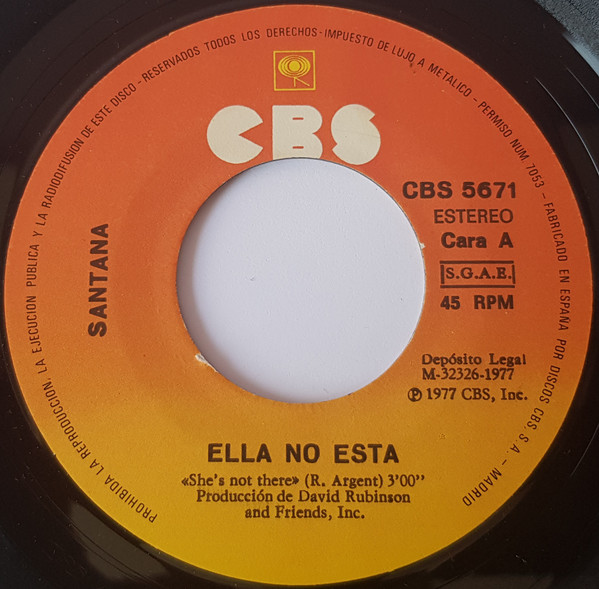 PROHIBIDA LA REPRODUCCION, LA EJECUCION PUBLICA Y LA RADIODIFUSION DE ESTE DISCO - RESERVADOS TODOS LOS DERECHOS - IMPUESTO DE LUJO A METALICO - PERMISO NUM. 7053 - FABRICADO EN ESPAÑA POR DISCOS CBS, S.A. - MADRID
CBS
SANTANA
CBS 5671
ESTEREO
Cara A
S.G.A.E.
45 RPM
Depósito Legal
M-32326-1977
℗ 1977 CBS, Inc.
ELLA NO ESTA
«She's not there» (R. Argent) 3'00"
Producción de David Rubinson
and Friends, Inc.